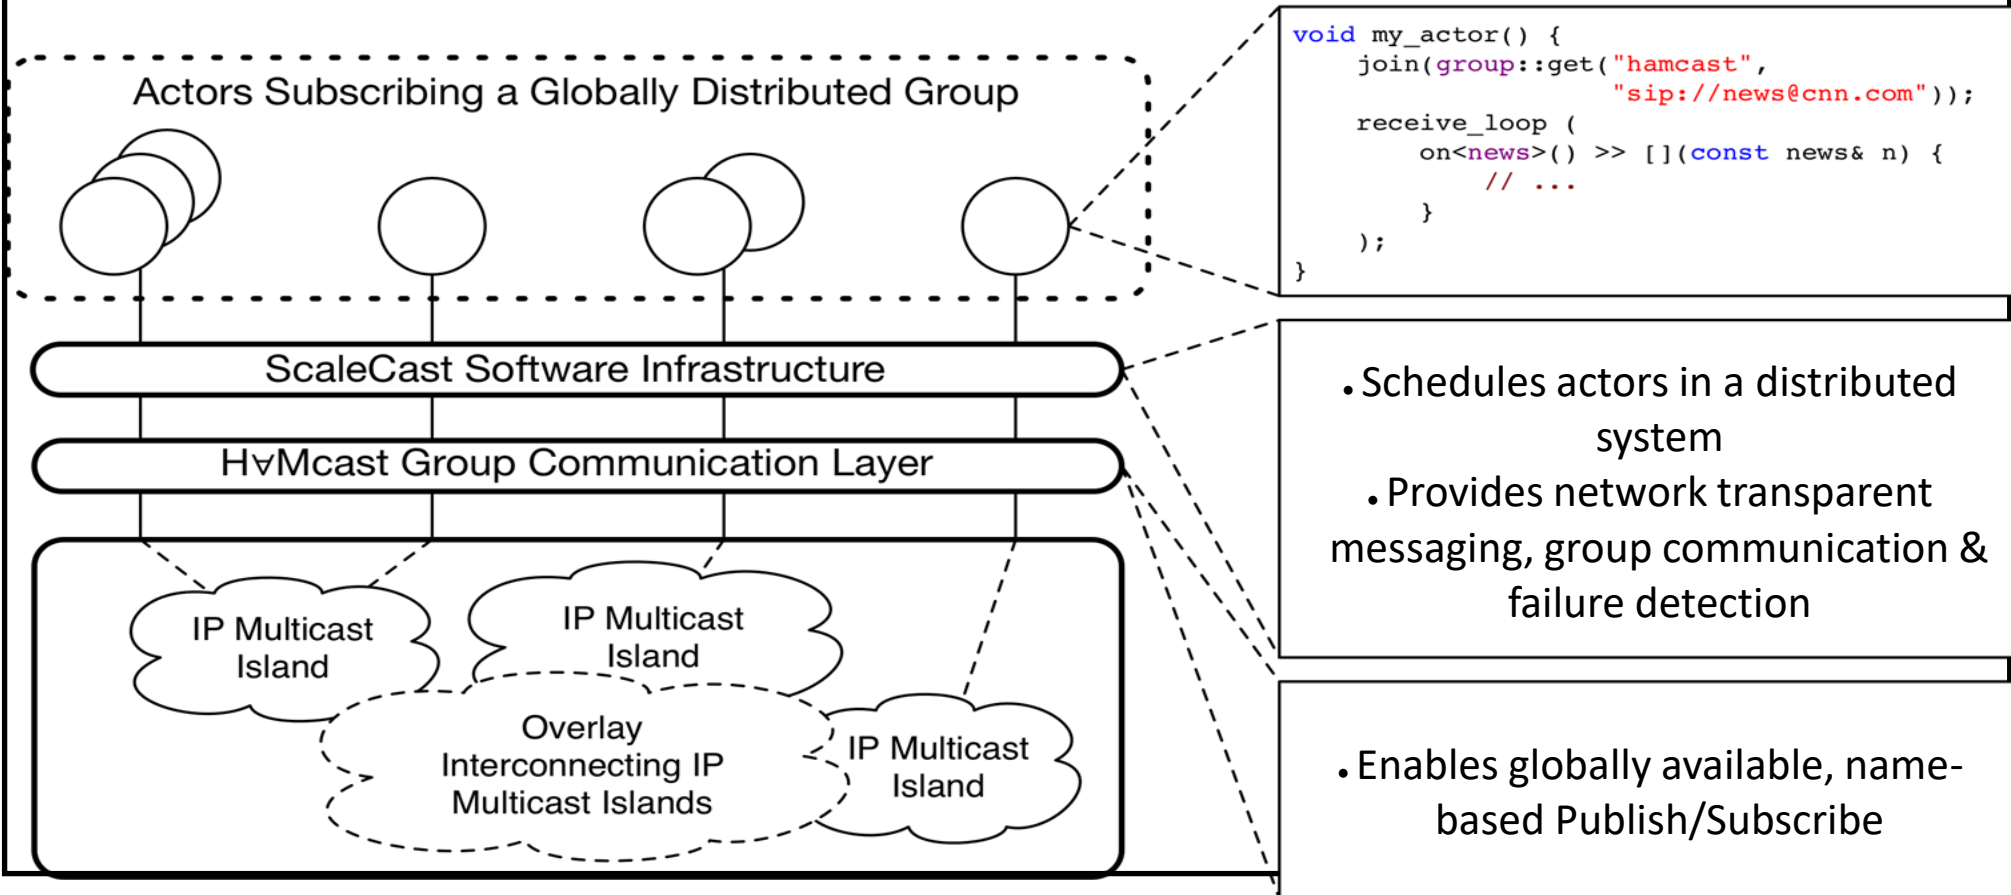 Actors Subscribing a Globally Distributed Group
void my_actor() {
    join(group::get("hamcast",
                    "sip://news@cnn.com"));
    receive_loop (
        on<news>() >> [](const news& n) {
            // ...
        }
    );
}
ScaleCast Software Infrastructure
H∀Mcast Group Communication Layer
• Schedules actors in a distributed
system
• Provides network transparent
messaging, group communication &
failure detection
IP Multicast
Island
IP Multicast
Island
Overlay
Interconnecting IP
Multicast Islands
IP Multicast
Island
• Enables globally available, name-
based Publish/Subscribe